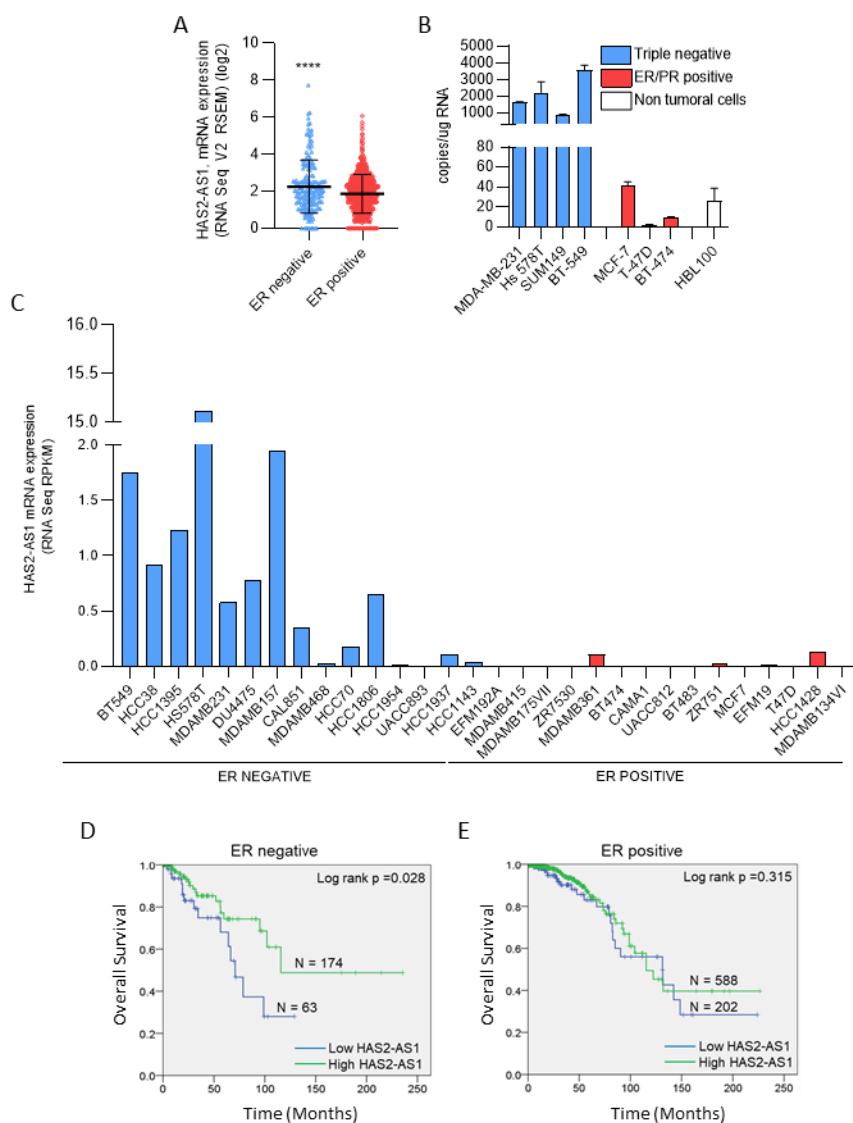 A
HAS2-AS1, mRNA expression
(RNA Seq V2 RSEM) (log2)
10
8
6
4
2
0
****
ER negative
ER positive
B
copies/ug RNA
5000
4000
3000
2000
1000
80
60
40
20
0
Triple negative
ER/PR positive
Non tumoral cells
MDA-MB-231
Hs 578T
SUM149
BT-549
MCF-7
T-47D
BT-474
HBL100
C
HAS2-AS1 mRNA expression
(RNA Seq RPKM)
16.0
15.5
15.0
2.0
1.5
1.0
0.5
0.0
BT549
HCC38
HCC1395
HS578T
MDAMB231
DU4475
MDAMB157
CAL851
MDAMB468
HCC70
HCC1806
HCC1954
UACC893
HCC1937
HCC1143
EFM192A
MDAMB415
MDAMB175VII
ZR7530
MDAMB361
BT474
CAMA1
UACC812
BT483
ZR751
MCF7
EFM19
T47D
HCC1428
MDAMB134VI
ER NEGATIVE
ER POSITIVE
D
ER negative
Log rank p =0.028
Overall Survival
1.0
0.8
0.6
0.4
0.2
0.0
N = 174
N = 63
Low HAS2-AS1
High HAS2-AS1
0 50 100 150 200 250
Time (Months)
E
ER positive
Log rank p =0.315
Overall Survival
1.0
0.8
0.6
0.4
0.2
0.0
N = 588
N = 202
Low HAS2-AS1
High HAS2-AS1
0 50 100 150 200 250
Time (Months)